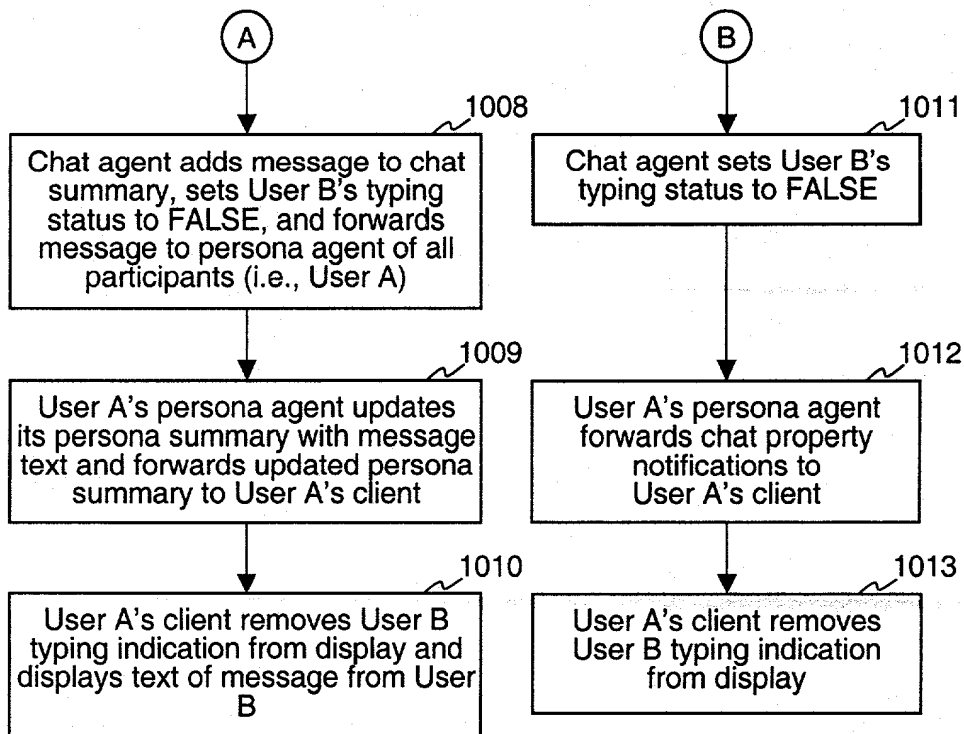 A
1008
Chat agent adds message to chat
summary, sets User B's typing
status to FALSE, and forwards
message to persona agent of all
participants (i.e., User A)
1009
User A's persona agent updates
its persona summary with message
text and forwards updated persona
summary to User A's client
1010
User A's client removes User B
typing indication from display and
displays text of message from User
B
B
1011
Chat agent sets User B's
typing status to FALSE
1012
User A's persona agent
forwards chat property
notifications to
User A's client
1013
User A's client removes
User B typing indication
from display